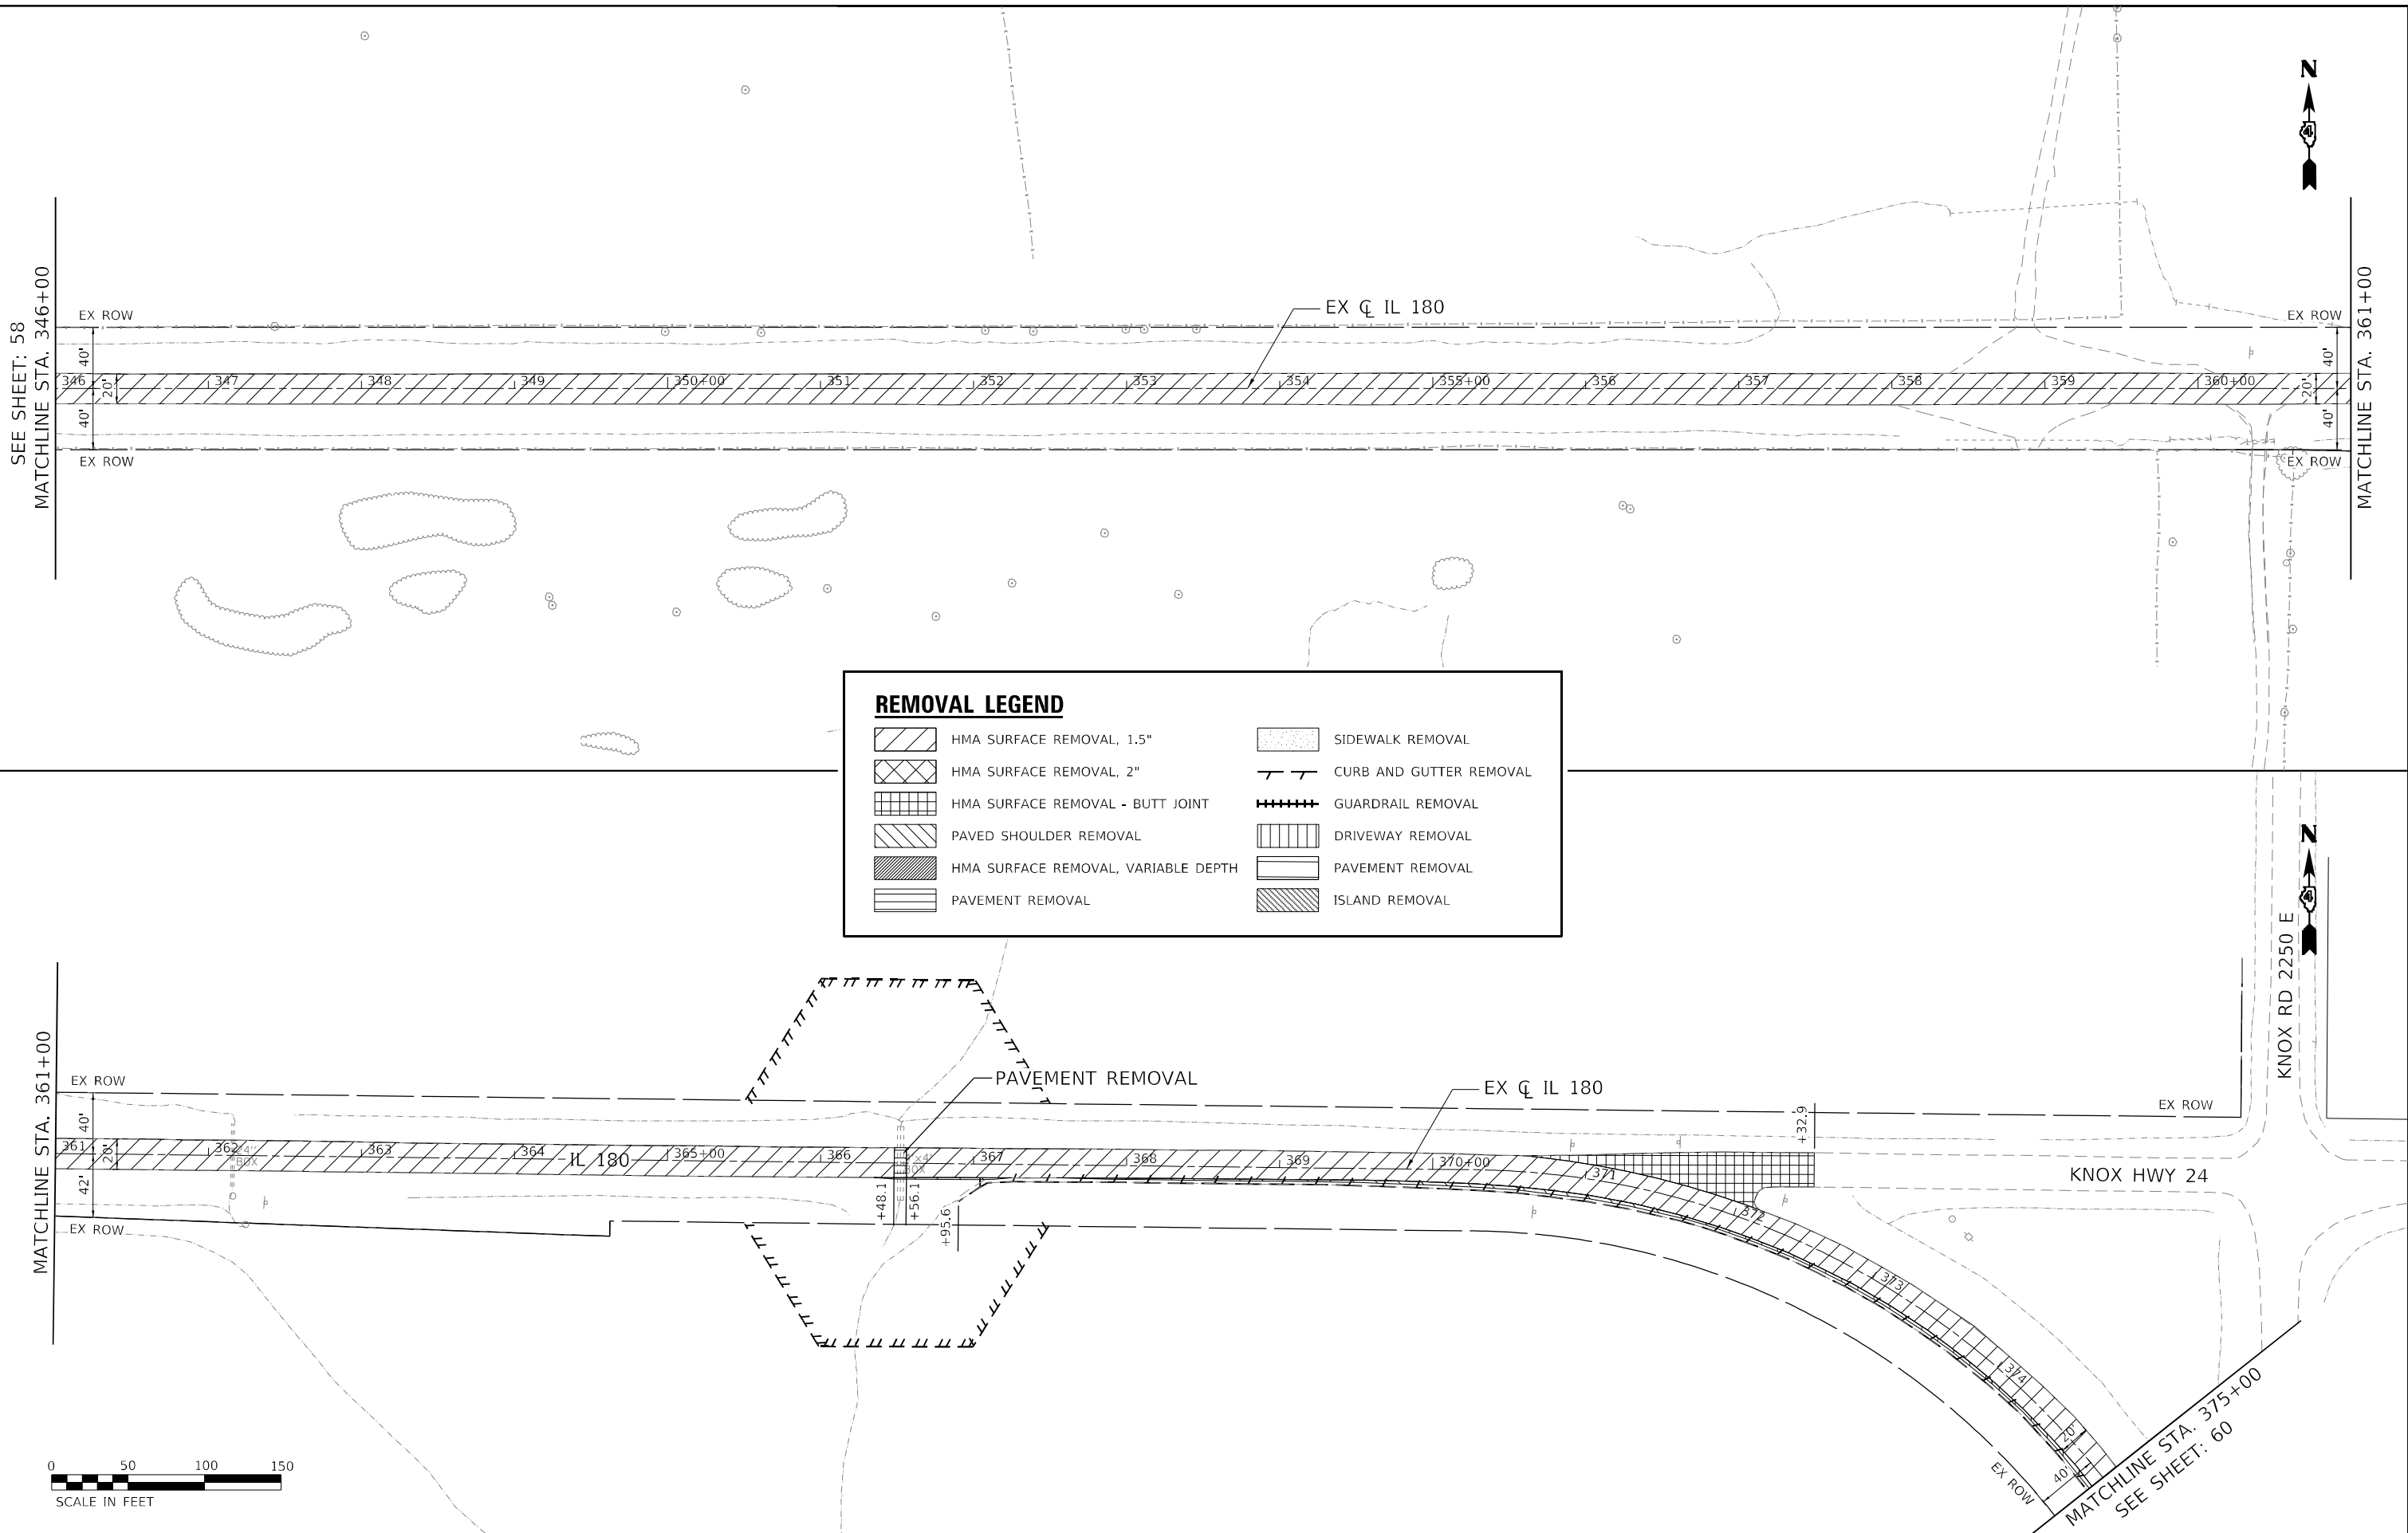 N
4
SEE SHEET: 58
MATCHLINE STA. 346+00
EX ROW
EX ℄ IL 180
EX ROW
MATCHLINE STA. 361+00
40'
40'
346
20'
347
348
349
350+00
351
352
353
354
355+00
356
357
358
359
360+00
20'
40'
40'
EX ROW
EX ROW
REMOVAL LEGEND
HMA SURFACE REMOVAL, 1.5"
HMA SURFACE REMOVAL, 2"
HMA SURFACE REMOVAL - BUTT JOINT
PAVED SHOULDER REMOVAL
HMA SURFACE REMOVAL, VARIABLE DEPTH
PAVEMENT REMOVAL
SIDEWALK REMOVAL
CURB AND GUTTER REMOVAL
GUARDRAIL REMOVAL
DRIVEWAY REMOVAL
PAVEMENT REMOVAL
ISLAND REMOVAL
N
4
KNOX RD 2250 E
MATCHLINE STA. 361+00
EX ROW
PAVEMENT REMOVAL
EX ℄ IL 180
EX ROW
+32.9
40'
361
20'
362
24"
BOX
363
364
IL 180
365+00
366
367
368
369
370+00
371
372
373
374
KNOX HWY 24
42'
+48.1
+56.1
+95.6
EX ROW
20'
40'
EX ROW
MATCHLINE STA. 375+00
SEE SHEET: 60
0 50 100 150
SCALE IN FEET